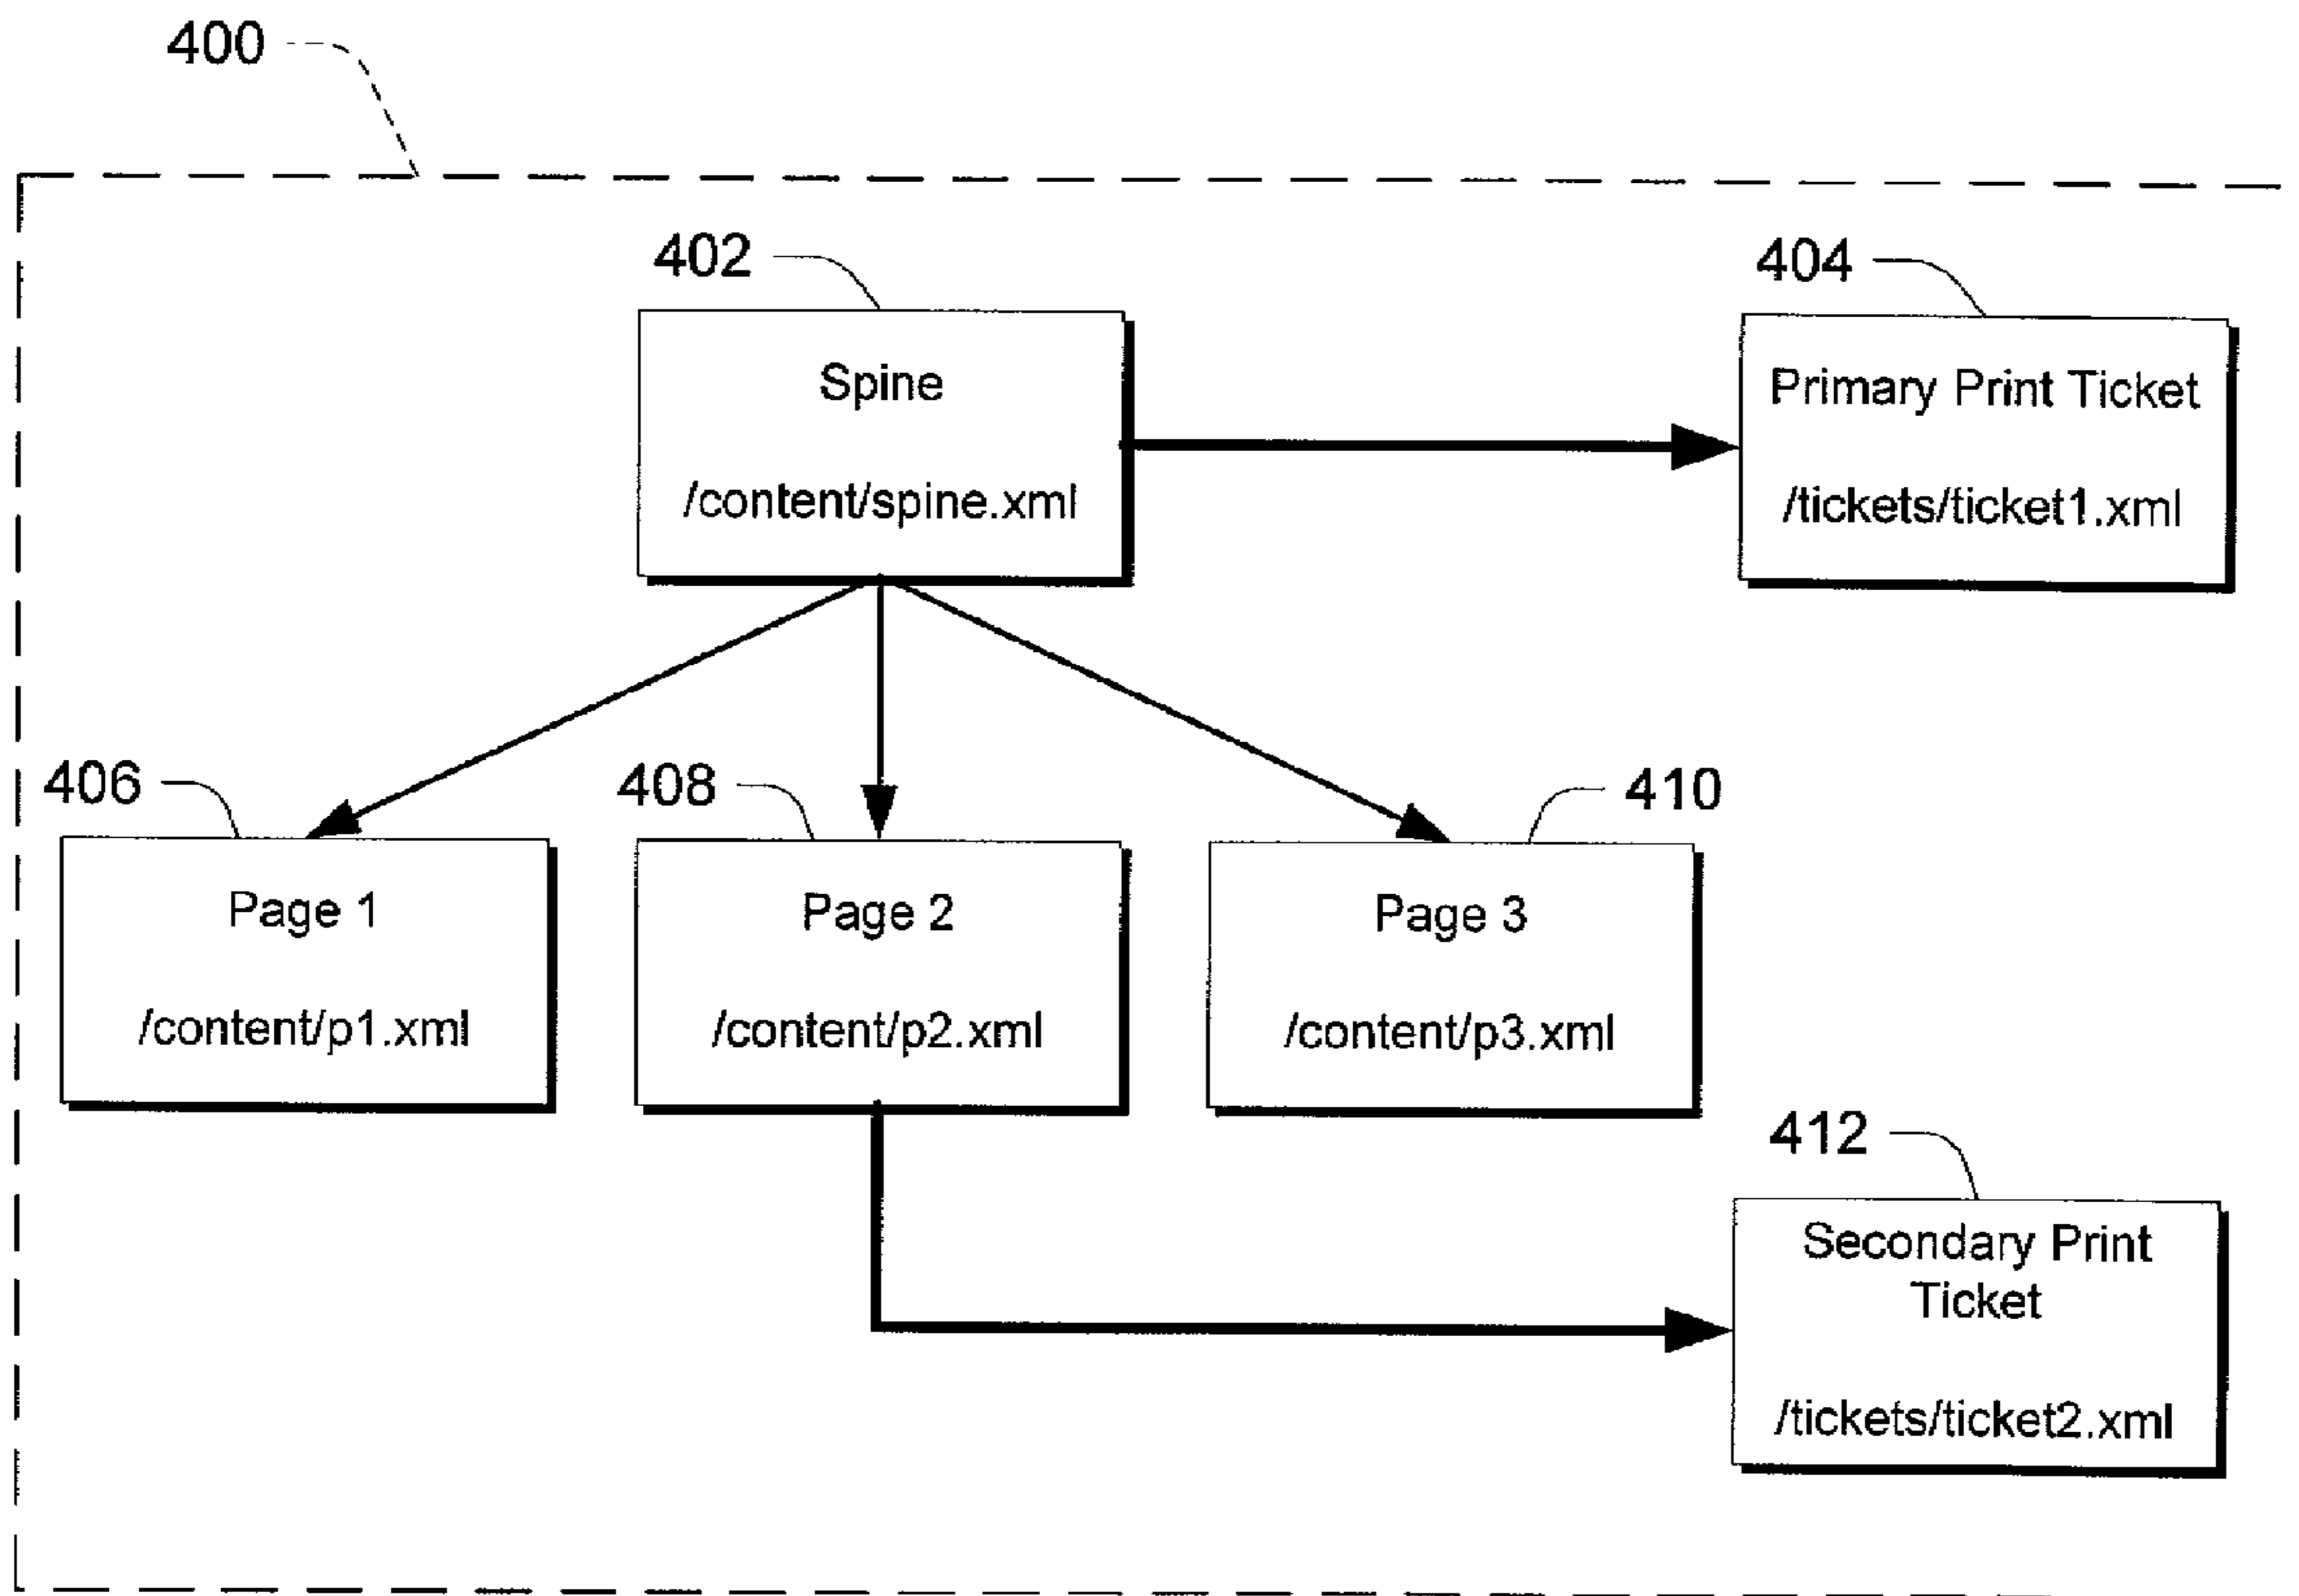 400
402
404
Spine
/content/spine.xml
Primary Print Ticket
/tickets/ticket1.xml
406
408
410
Page 1
/content/p1.xml
Page 2
/content/p2.xml
Page 3
/content/p3.xml
412
Secondary Print
Ticket
/tickets/ticket2.xml